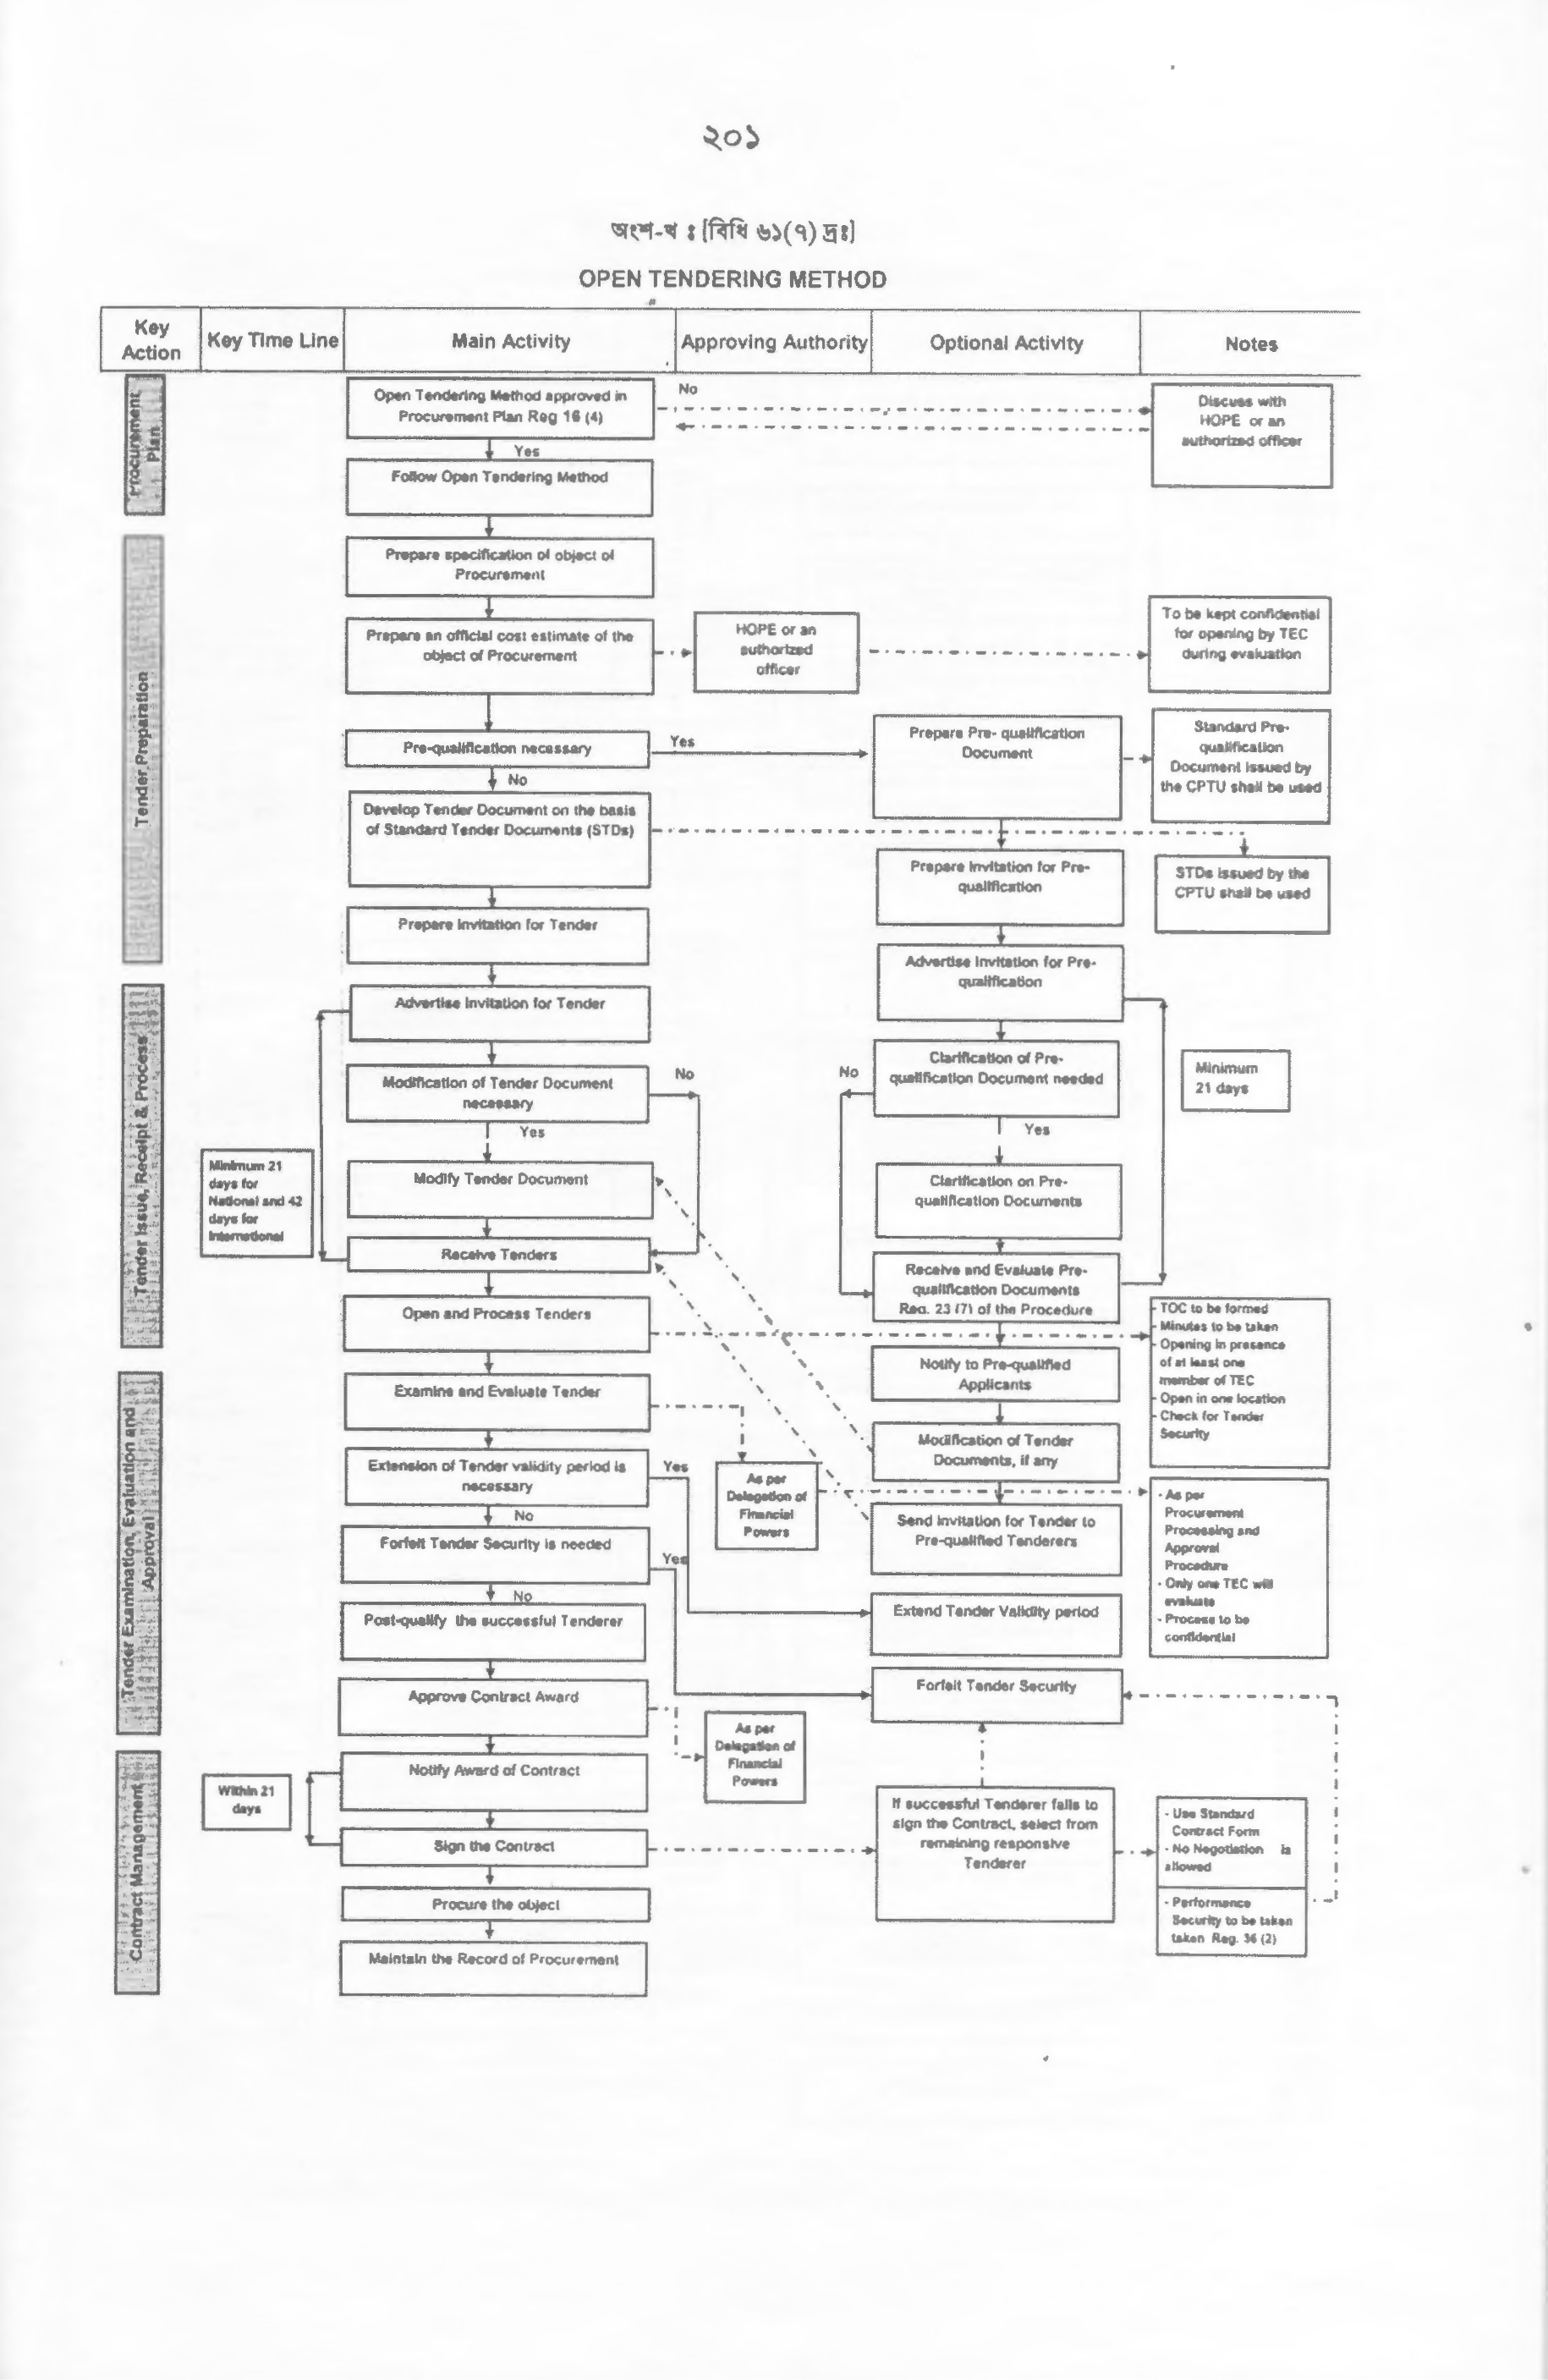 ২০১
অংশ-খ ঃ [বিধি ৬১(৭) দ্রঃ]
OPEN TENDERING METHOD
Key
Action
Key Time Line
Main Activity
Approving Authority
Optional Activity
Notes
Procurement
Plan
Open Tendering Method approved in
Procurement Plan Reg 16 (4)
No
Discuss with
HOPE or an
authorized officer
Yes
Follow Open Tendering Method
Tender Preparation
Prepare specification of object of
Procurement
Prepare an official cost estimate of the
object of Procurement
HOPE or an
authorized
officer
To be kept confidential
for opening by TEC
during evaluation
Pre-qualification necessary
Yes
Prepare Pre- qualification
Document
Standard Pre-
qualification
Document issued by
the CPTU shall be used
No
Develop Tender Document on the basis
of Standard Tender Documents (STDs)
Prepare Invitation for Pre-
qualification
STDs issued by the
CPTU shall be used
Prepare Invitation for Tender
Advertise Invitation for Pre-
qualification
Tender Issue, Receipt & Process
Advertise Invitation for Tender
Clarification of Pre-
qualification Document needed
Minimum
21 days
Modification of Tender Document
necessary
No
No
Yes
Yes
Minimum 21
days for
National and 42
days for
International
Modify Tender Document
Clarification on Pre-
qualification Documents
Receive Tenders
Receive and Evaluate Pre-
qualification Documents
Reg. 23 (7) of the Procedure
Open and Process Tenders
- TOC to be formed
- Minutes to be taken
- Opening in presence
of at least one
member of TEC
- Open in one location
- Check for Tender
Security
Notify to Pre-qualified
Applicants
Tender Examination, Evaluation and
Approval)
Examine and Evaluate Tender
Modification of Tender
Documents, if any
Extension of Tender validity period is
necessary
Yes
As per
Delegation of
Financial
Powers
- As per
Procurement
Processing and
Approval
Procedure
- Only one TEC will
evaluate
- Process to be
confidential
No
Send Invitation for Tender to
Pre-qualified Tenderers
Forfeit Tender Security is needed
Yes
No
Extend Tender Validity period
Post-qualify the successful Tenderer
Forfeit Tender Security
Approve Contract Award
As per
Delegation of
Financial
Powers
Contract Management
Notify Award of Contract
Within 21
days
If successful Tenderer fails to
sign the Contract, select from
remaining responsive
Tenderer
- Use Standard
Contract Form
- No Negotiation is
allowed
Sign the Contract
Procure the object
- Performance
Security to be taken
taken Reg. 36 (2)
Maintain the Record of Procurement